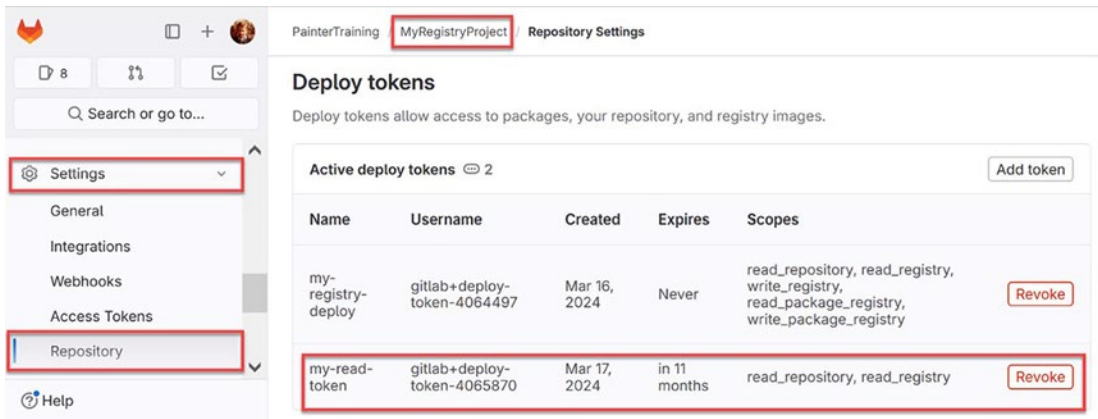 PainterTraining / MyRegistryProject / Repository Settings
8
Search or go to...
Settings
General
Integrations
Webhooks
Access Tokens
Repository
Help
Deploy tokens
Deploy tokens allow access to packages, your repository, and registry images.
Active deploy tokens 2
Add token
Name Username Created Expires Scopes
my-
registry-
deploy
gitlab+deploy-
token-4064497
Mar 16,
2024
Never
read_repository, read_registry,
write_registry,
read_package_registry,
write_package_registry
Revoke
my-read-
token
gitlab+deploy-
token-4065870
Mar 17,
2024
in 11
months
read_repository, read_registry
Revoke